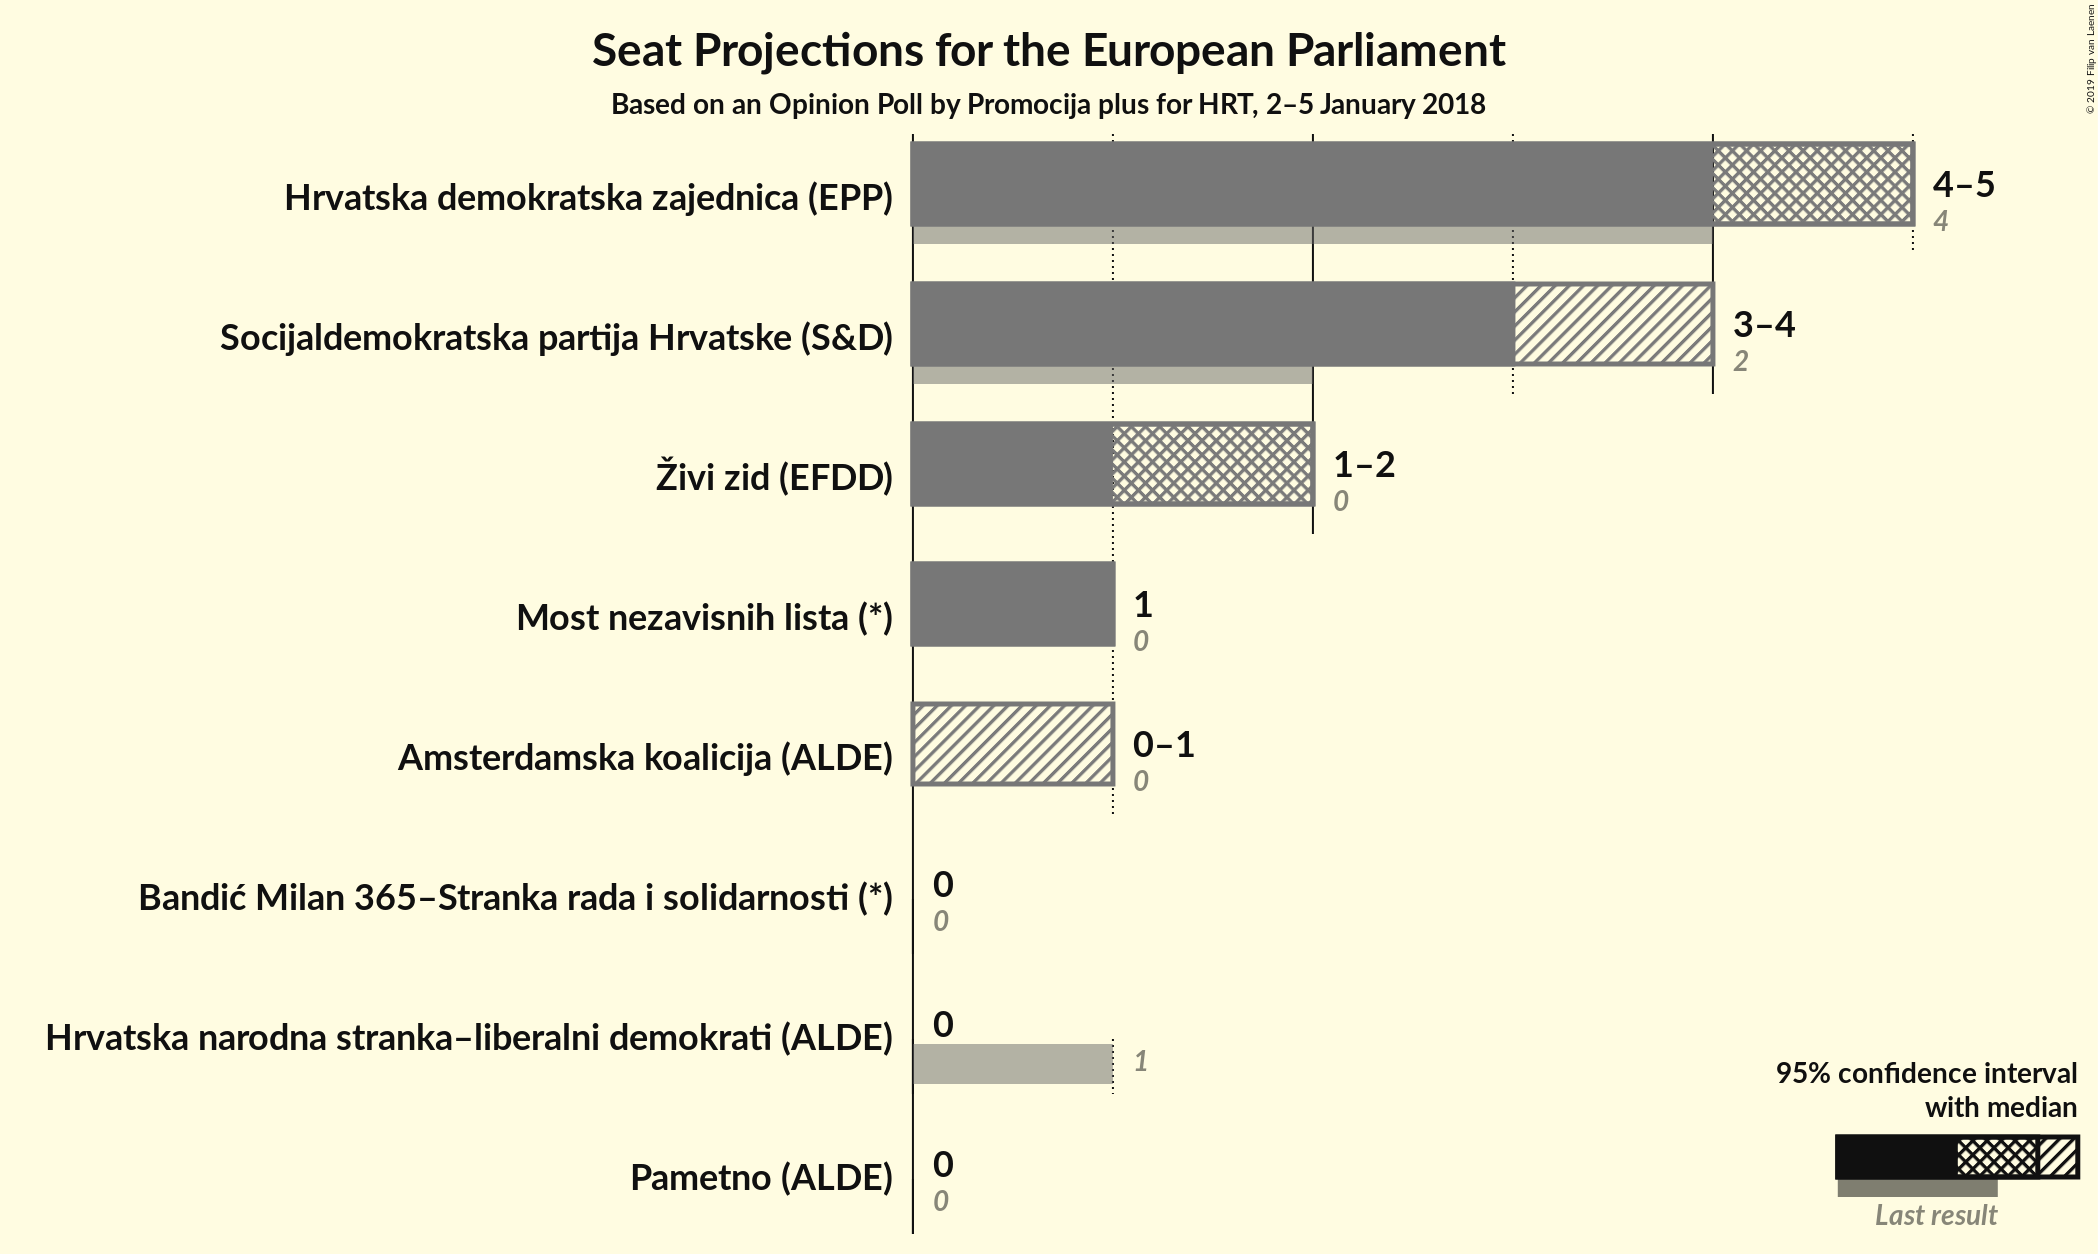 Seat Projections for the European Parliament
Based on an Opinion Poll by Promocija plus for HRT, 2–5 January 2018
© 2019 Filip van Laenen
Hrvatska demokratska zajednica (EPP)
4–5
4
Socijaldemokratska partija Hrvatske (S&D)
3–4
2
Živi zid (EFDD)
1–2
0
Most nezavisnih lista (*)
1
0
Amsterdamska koalicija (ALDE)
0–1
0
Bandić Milan 365–Stranka rada i solidarnosti (*)
0
0
Hrvatska narodna stranka–liberalni demokrati (ALDE)
0
1
Pametno (ALDE)
0
0
95% confidence interval
with median
Last result